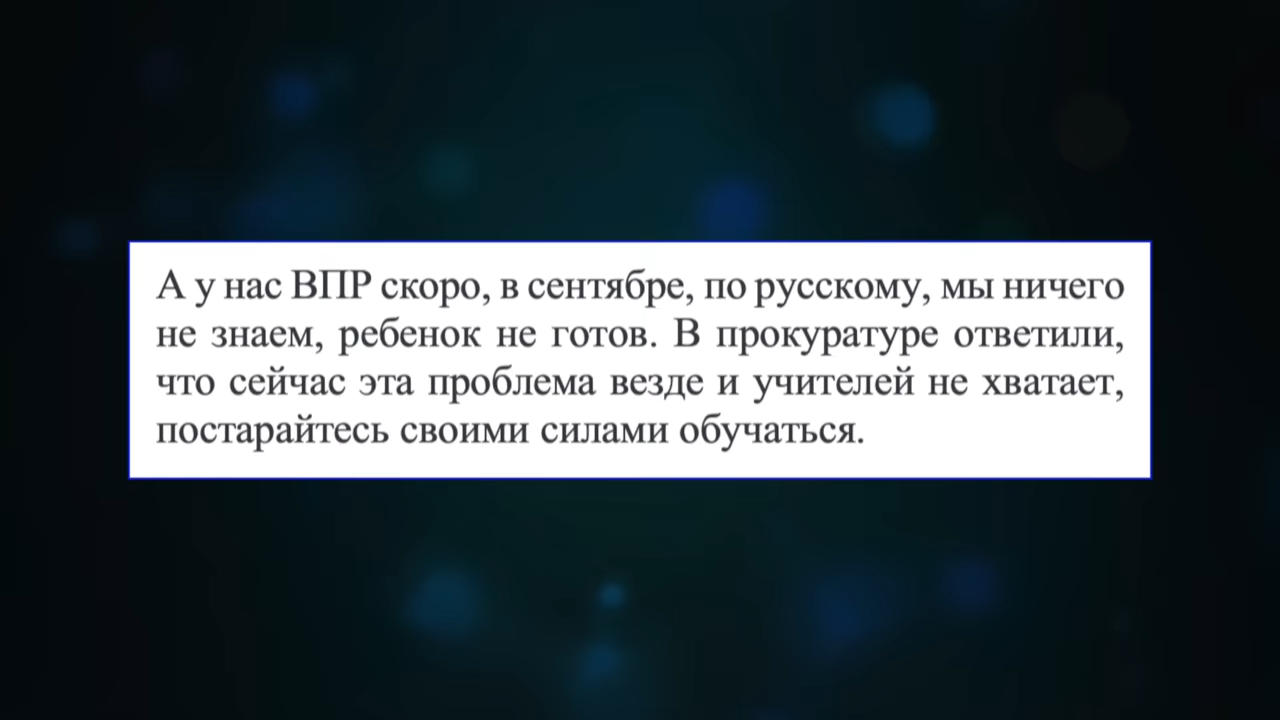 А у нас ВПР скоро, в сентябре, по русскому, мы ничего
не знаем, ребенок не готов. В прокуратуре ответили,
что сейчас эта проблема везде и учителей не хватает,
постарайтесь своими силами обучаться.